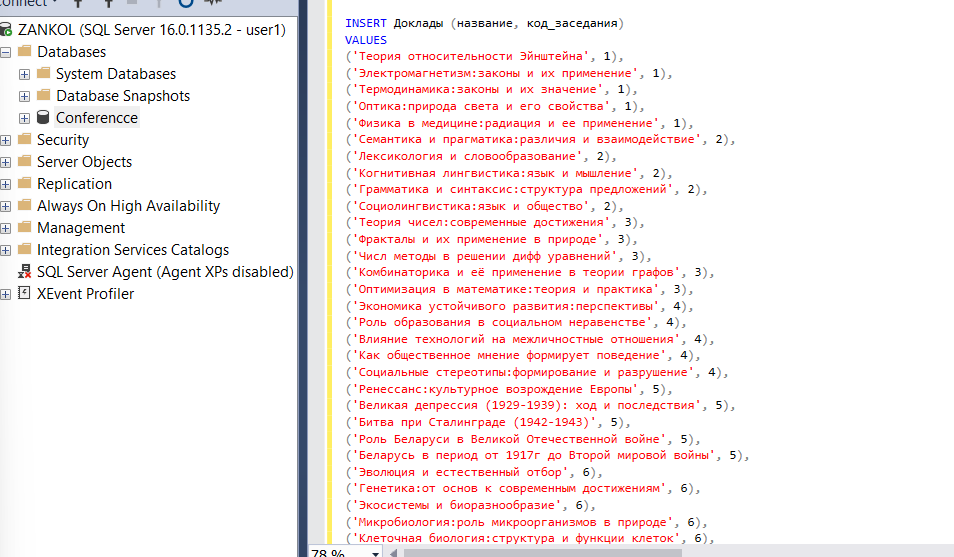 onnect
ZANKOL (SQL Server 16.0.1135.2 - user1)
Databases
System Databases
Database Snapshots
Conferencce
Security
Server Objects
Replication
Always On High Availability
Management
Integration Services Catalogs
SQL Server Agent (Agent XPs disabled)
XEvent Profiler
INSERT Доклады (название, код_заседания)
VALUES
('Теория относительности Эйнштейна', 1),
('Электромагнетизм:законы и их применение', 1),
('Термодинамика:законы и их значение', 1),
('Оптика:природа света и его свойства', 1),
('Физика в медицине:радиация и ее применение', 1),
('Семантика и прагматика:различия и взаимодействие', 2),
('Лексикология и словообразование', 2),
('Когнитивная лингвистика:язык и мышление', 2),
('Грамматика и синтаксис:структура предложений', 2),
('Социолингвистика:язык и общество', 2),
('Теория чисел:современные достижения', 3),
('Фракталы и их применение в природе', 3),
('Числ методы в решении дифф уравнений', 3),
('Комбинаторика и её применение в теории графов', 3),
('Оптимизация в математике:теория и практика', 3),
('Экономика устойчивого развития:перспективы', 4),
('Роль образования в социальном неравенстве', 4),
('Влияние технологий на межличностные отношения', 4),
('Как общественное мнение формирует поведение', 4),
('Социальные стереотипы:формирование и разрушение', 4),
('Ренессанс:культурное возрождение Европы', 5),
('Великая депрессия (1929-1939): ход и последствия', 5),
('Битва при Сталинграде (1942-1943)', 5),
('Роль Беларуси в Великой Отечественной войне', 5),
('Беларусь в период от 1917г до Второй мировой войны', 5),
('Эволюция и естественный отбор', 6),
('Генетика:от основ к современным достижениям', 6),
('Экосистемы и биоразнообразие', 6),
('Микробиология:роль микроорганизмов в природе', 6),
('Клеточная биология:структура и функции клеток', 6),
78 %